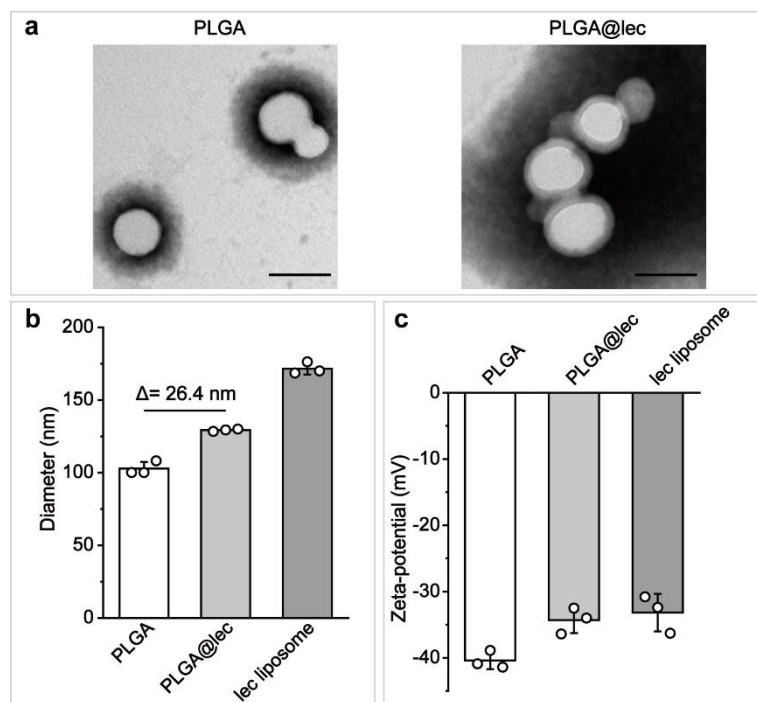 a
PLGA
PLGA@lec
b
Diameter (nm)
200
150
100
50
0
Δ= 26.4 nm
PLGA
PLGA@lec
lec liposome
c
PLGA
PLGA@lec
lec liposome
Zeta-potential (mV)
0
-10
-20
-30
-40